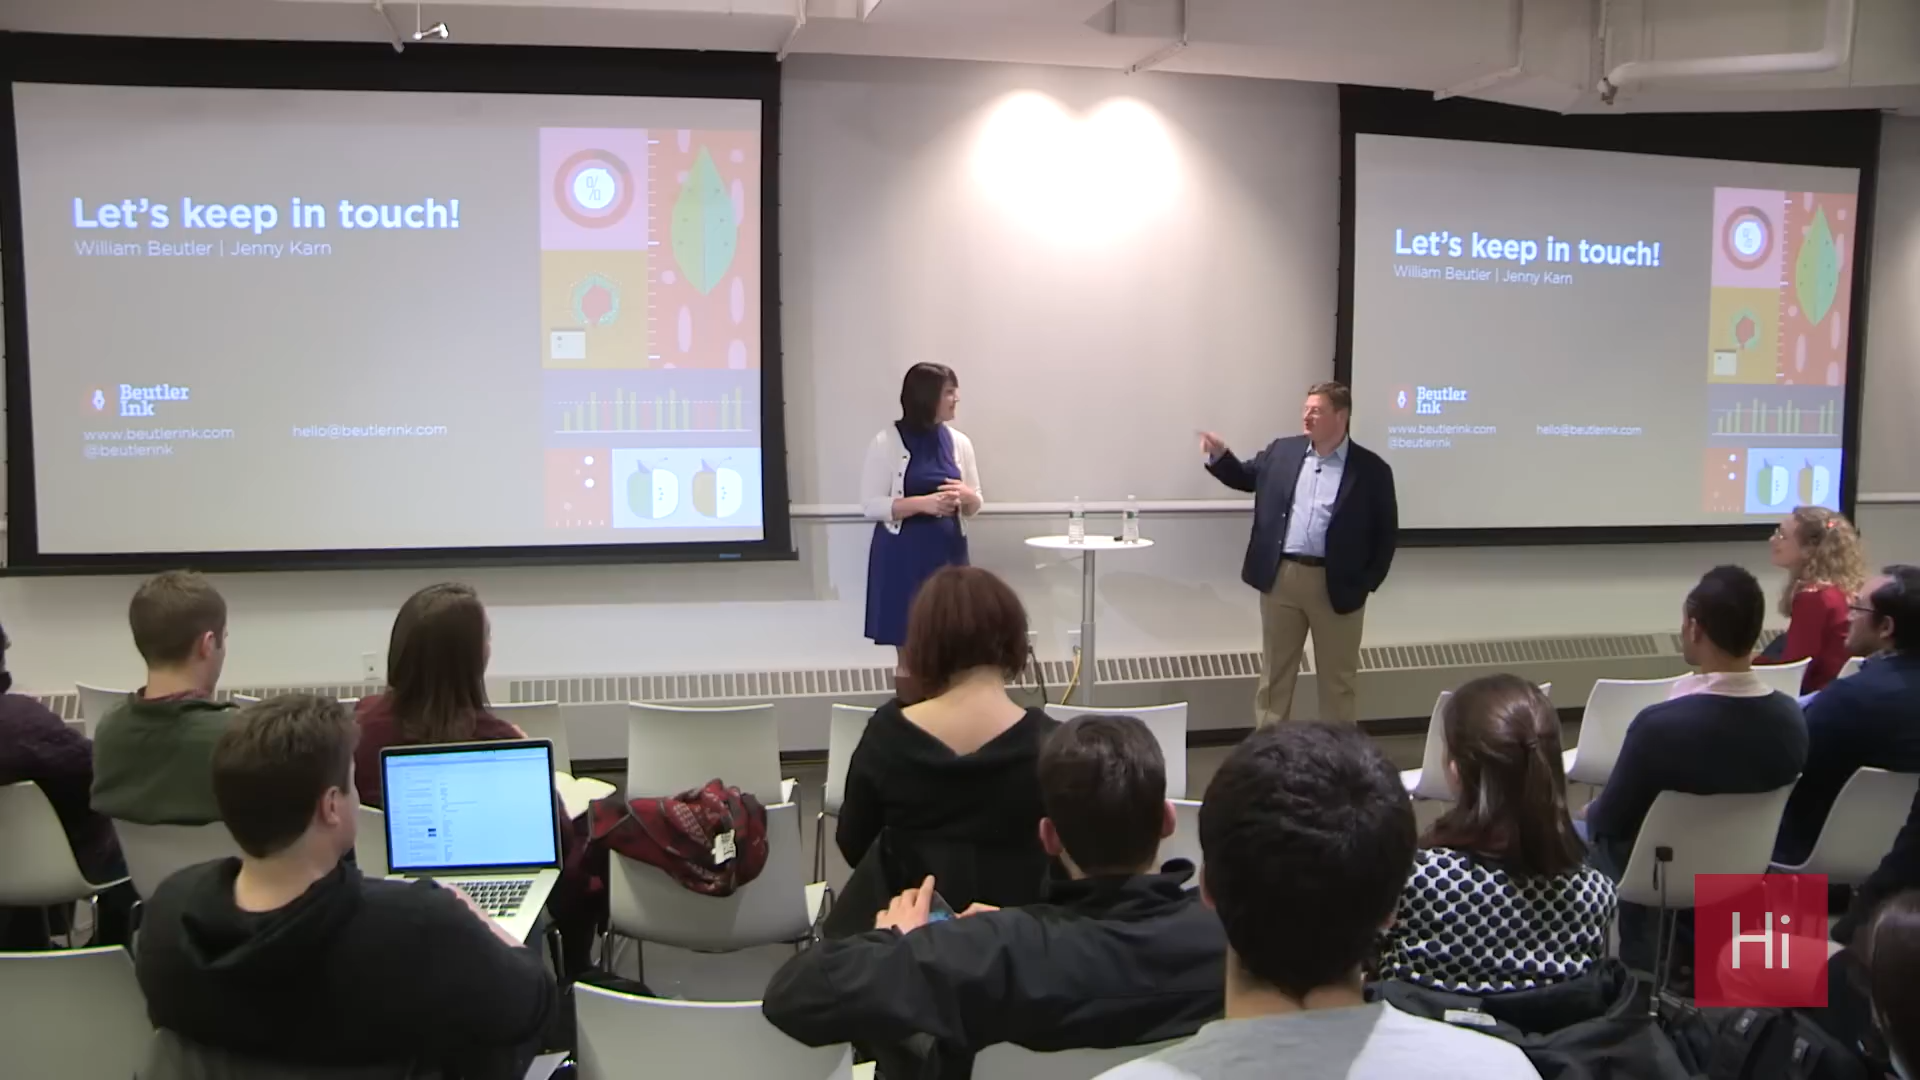 Let's keep in touch!
William Beutler | Jenny Karn
%
Beutler
Ink
www.beutlerink.com
hello@beutlerink.com
@beutlerink
Let's keep in touch!
William Beutler | Jenny Karn
%
Beutler
Ink
www.beutlerink.com
hello@beutlerink.com
@beutlerink
Hi